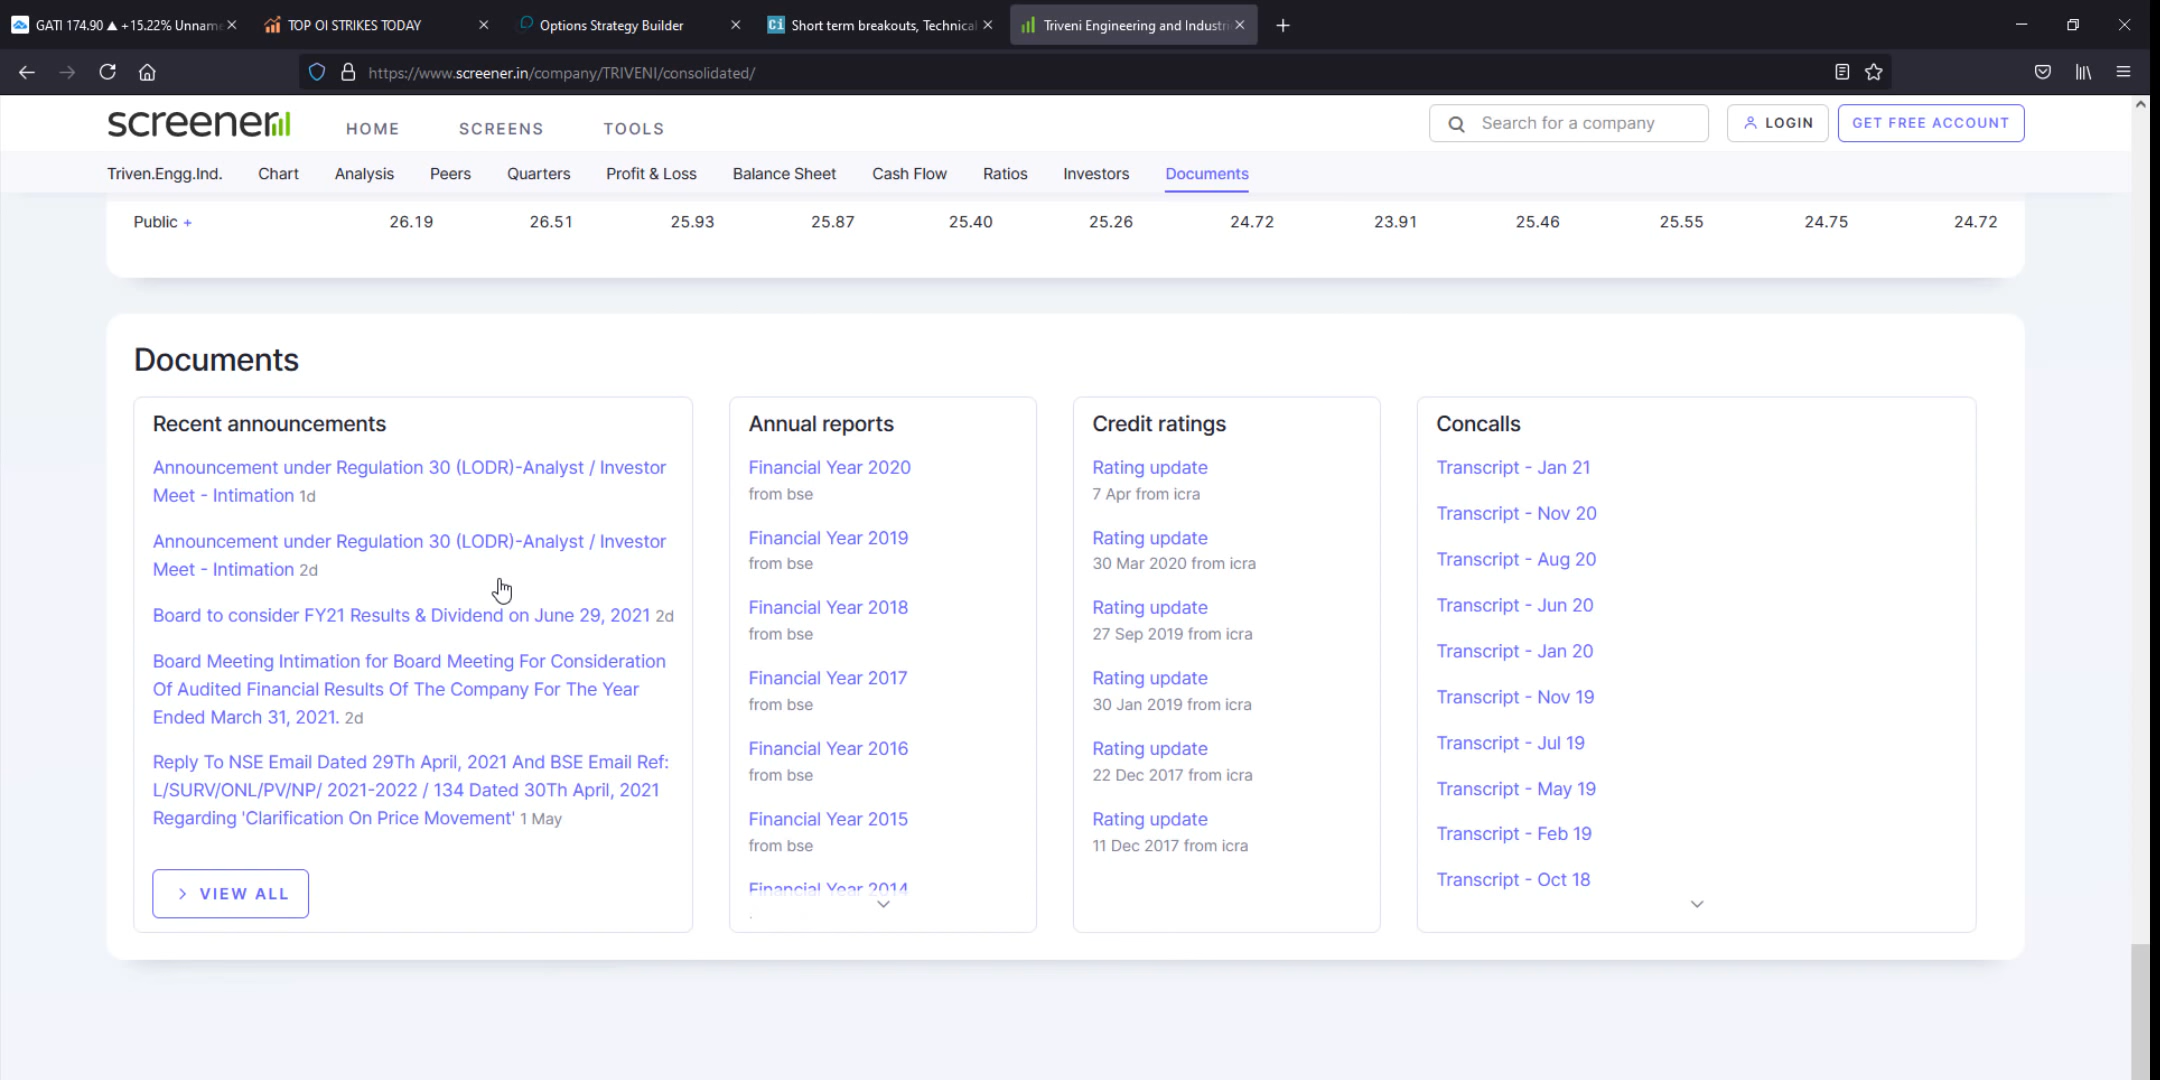 GATI 174.90 ▲ +15.22% Unname
TOP OI STRIKES TODAY
Options Strategy Builder
Ci Short term breakouts, Technical
Triveni Engineering and Industri
https://www.screener.in/company/TRIVENI/consolidated/
screener
HOME SCREENS TOOLS
Search for a company
LOGIN
GET FREE ACCOUNT
Triven.Engg.Ind. Chart Analysis Peers Quarters Profit & Loss Balance Sheet Cash Flow Ratios Investors Documents
Public + 26.19 26.51 25.93 25.87 25.40 25.26 24.72 23.91 25.46 25.55 24.75 24.72
Documents
Recent announcements
Announcement under Regulation 30 (LODR)-Analyst / Investor
Meet - Intimation 1d
Announcement under Regulation 30 (LODR)-Analyst / Investor
Meet - Intimation 2d
Board to consider FY21 Results & Dividend on June 29, 2021 2d
Board Meeting Intimation for Board Meeting For Consideration
Of Audited Financial Results Of The Company For The Year
Ended March 31, 2021. 2d
Reply To NSE Email Dated 29Th April, 2021 And BSE Email Ref:
L/SURV/ONL/PV/NP/ 2021-2022 / 134 Dated 30Th April, 2021
Regarding 'Clarification On Price Movement' 1 May
VIEW ALL
Annual reports
Financial Year 2020
from bse
Financial Year 2019
from bse
Financial Year 2018
from bse
Financial Year 2017
from bse
Financial Year 2016
from bse
Financial Year 2015
from bse
Financial Year 2014
Credit ratings
Rating update
7 Apr from icra
Rating update
30 Mar 2020 from icra
Rating update
27 Sep 2019 from icra
Rating update
30 Jan 2019 from icra
Rating update
22 Dec 2017 from icra
Rating update
11 Dec 2017 from icra
Concalls
Transcript - Jan 21
Transcript - Nov 20
Transcript - Aug 20
Transcript - Jun 20
Transcript - Jan 20
Transcript - Nov 19
Transcript - Jul 19
Transcript - May 19
Transcript - Feb 19
Transcript - Oct 18